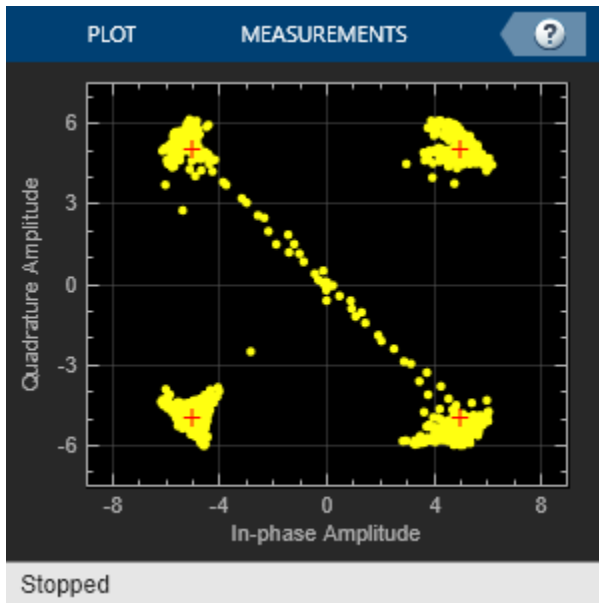 PLOT MEASUREMENTS ?
6
3
0
-3
-6
Quadrature Amplitude
-8 -4 0 4 8
In-phase Amplitude
Stopped